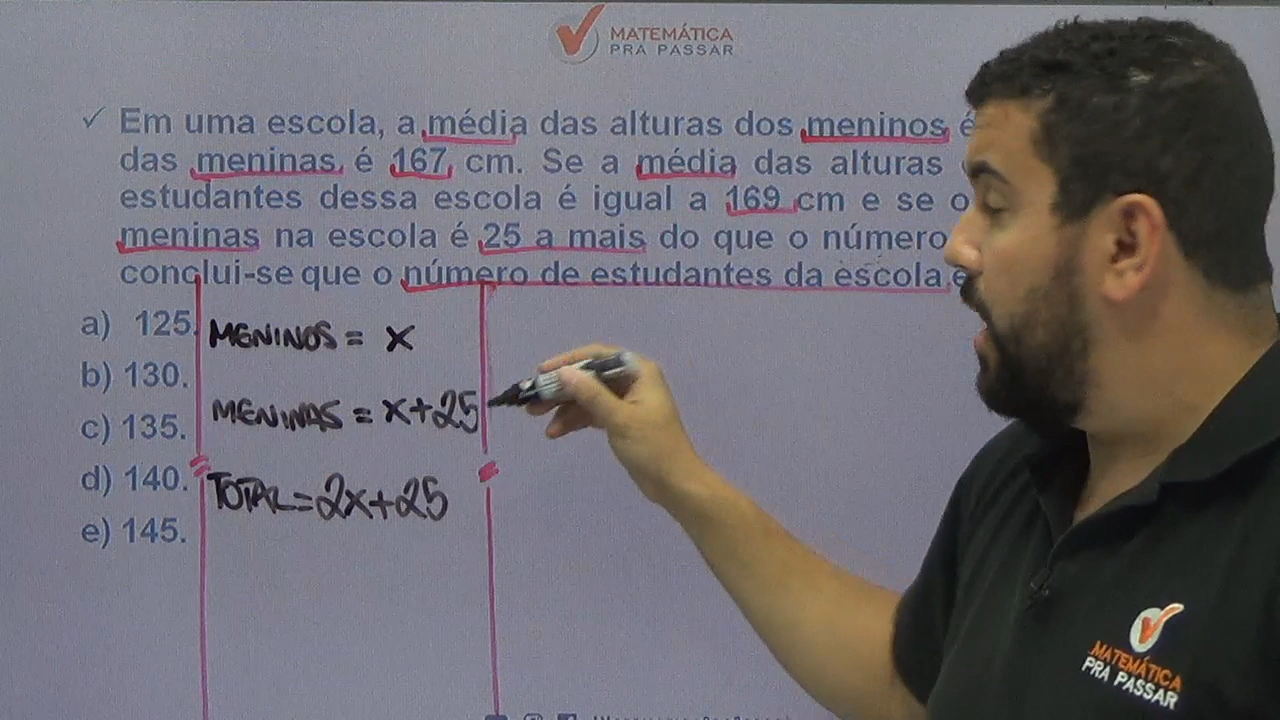 MATEMÁTICA
PRA PASSAR
✓ Em uma escola, a média das alturas dos meninos é
das meninas é 167 cm. Se a média das alturas
estudantes dessa escola é igual a 169 cm e se o
meninas na escola é 25 a mais do que o número
conclui-se que o número de estudantes da escola é
a) 125.
b) 130.
c) 135.
d) 140.
e) 145.
MENINOS = x
MENINAS = x+25
TOTAL = 2x+25
MATEMÁTICA
PRA PASSAR